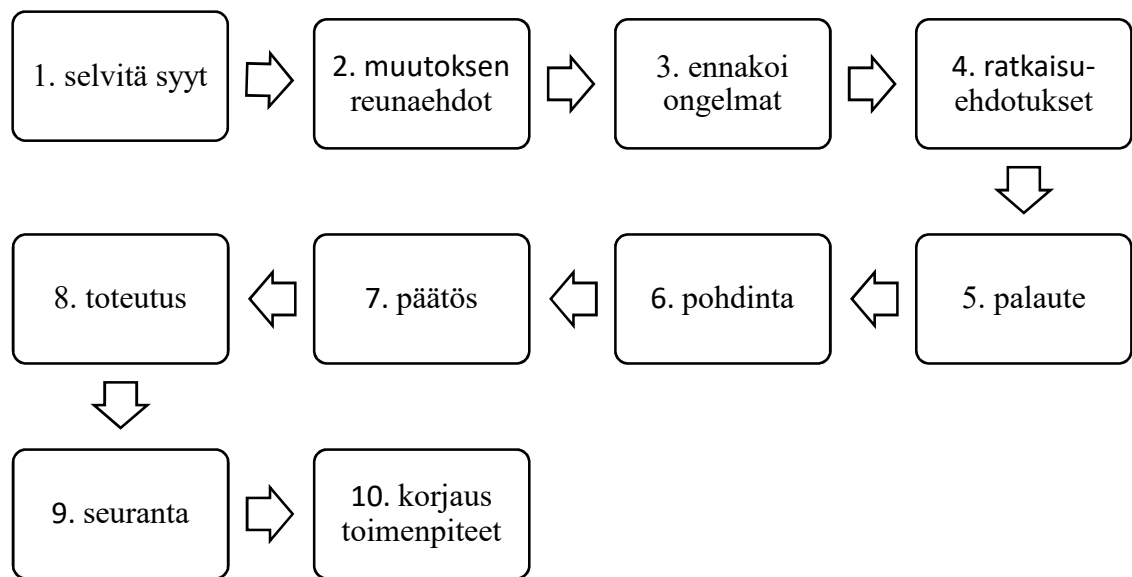 1. selvitä syyt
2. muutoksen
reunaehdot
3. ennakoi
ongelmat
4. ratkaisu-
ehdotukset
5. palaute
6. pohdinta
7. päätös
8. toteutus
9. seuranta
10. korjaus
toimenpiteet